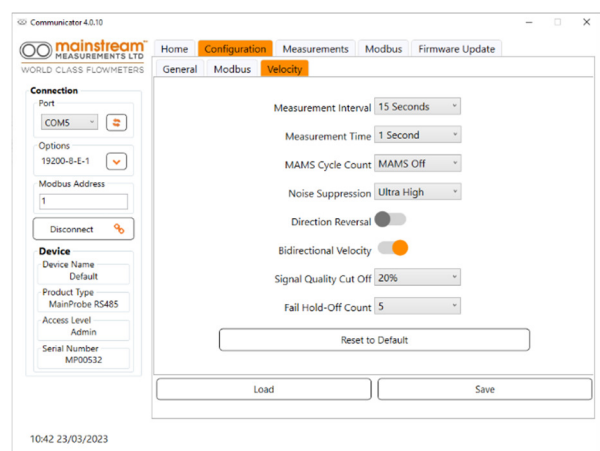 Communicator 4.0.10
mainstream™
MEASUREMENTS LTD
WORLD CLASS FLOWMETERS
Home Configuration Measurements Modbus Firmware Update
General Modbus Velocity
Connection
Port
COM5
Options
19200-8-E-1
Modbus Address
1
Disconnect
Device
Device Name
Default
Product Type
MainProbe RS485
Access Level
Admin
Serial Number
MP00532
Measurement Interval 15 Seconds
Measurement Time 1 Second
MAMS Cycle Count MAMS Off
Noise Suppression Ultra High
Direction Reversal
Bidirectional Velocity
Signal Quality Cut Off 20%
Fail Hold-Off Count 5
Reset to Default
Load Save
10:42 23/03/2023